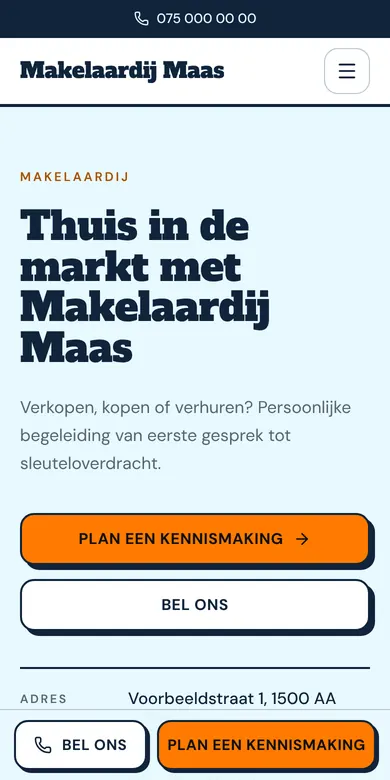 075 000 00 00
Makelaardij Maas
MAKELAARDIJ
Thuis in de
markt met
Makelaardij
Maas
Verkopen, kopen of verhuren? Persoonlijke
begeleiding van eerste gesprek tot
sleuteloverdracht.
PLAN EEN KENNISMAKING →
BEL ONS
ADRES Voorbeeldstraat 1, 1500 AA
BEL ONS PLAN EEN KENNISMAKING